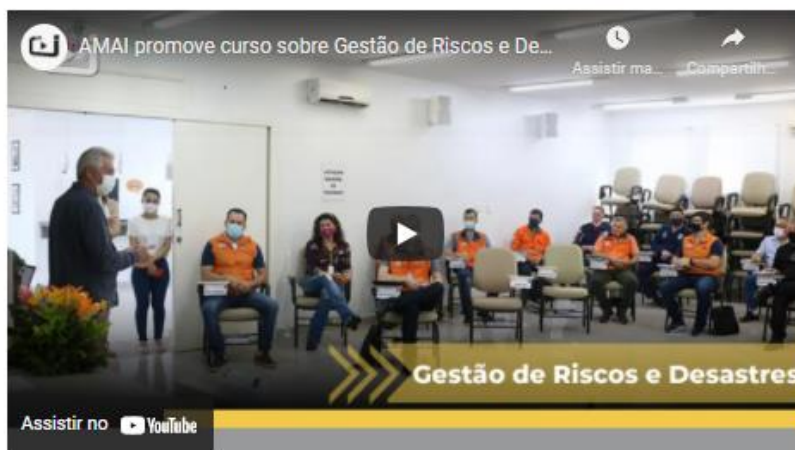 AMAI promove curso sobre Gestão de Riscos e De...
Assistir ma...
Compartilh...
Gestão de Riscos e Desastres
Assistir no YouTube